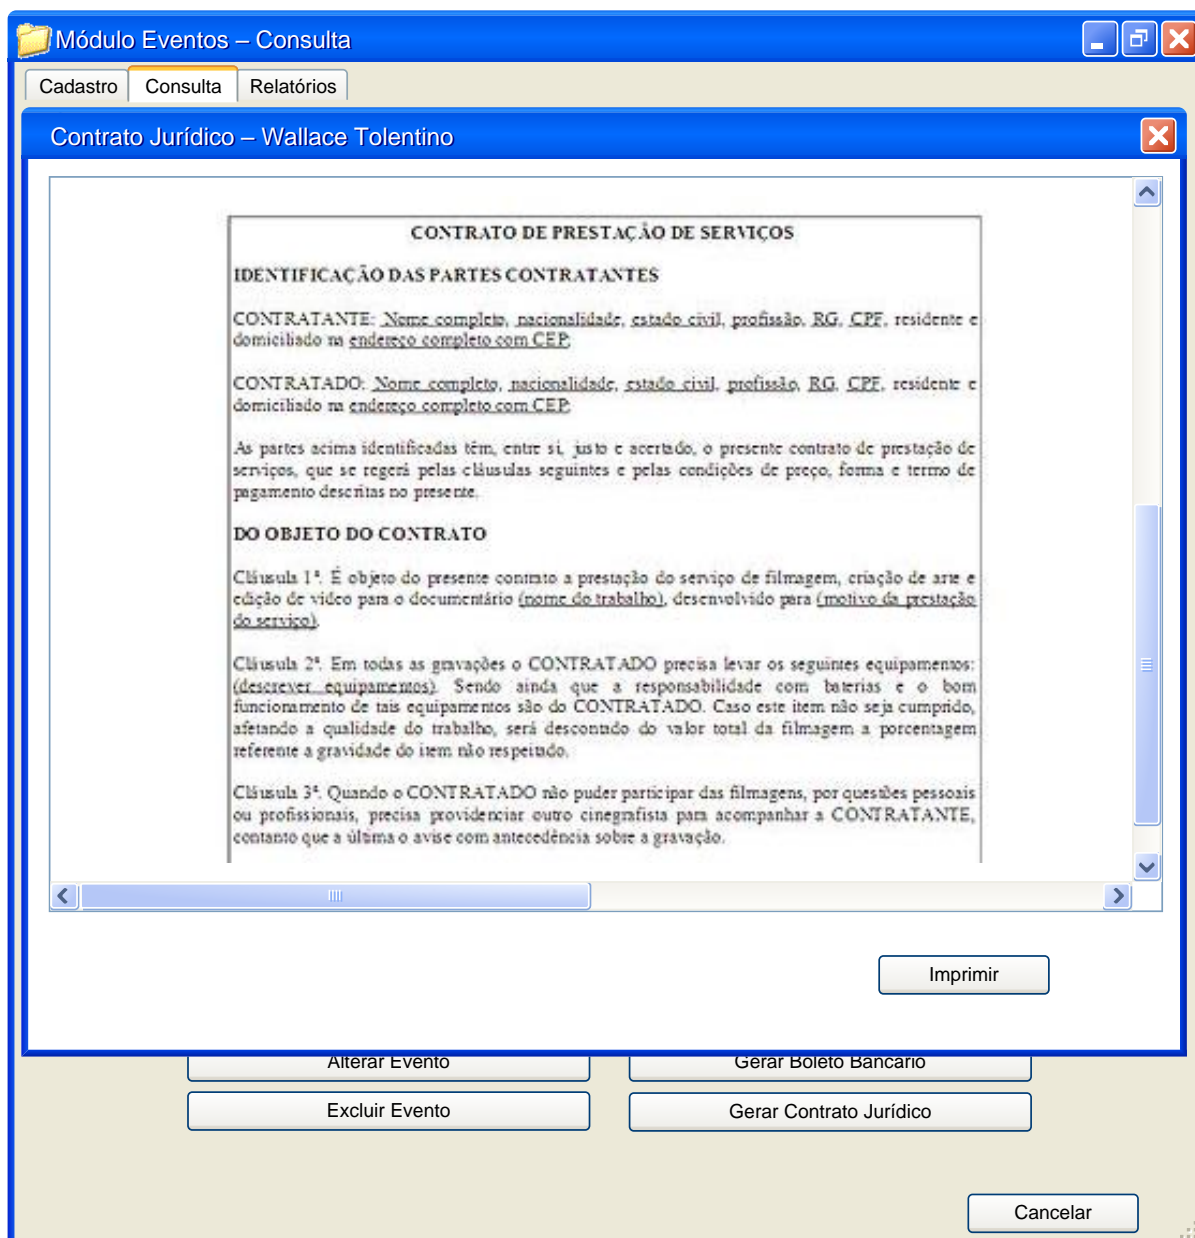 Módulo Eventos – Consulta
Cadastro Consulta Relatórios
Contrato Jurídico – Wallace Tolentino
CONTRATO DE PRESTAÇÃO DE SERVIÇOS
IDENTIFICAÇÃO DAS PARTES CONTRATANTES
CONTRATANTE: Nome completo, nacionalidade, estado civil, profissão, RG, CPF, residente e
domiciliado na endereço completo com CEP;
CONTRATADO: Nome completo, nacionalidade, estado civil, profissão, RG, CPF, residente e
domiciliado na endereço completo com CEP;
As partes acima identificadas têm, entre si, justo e acertado, o presente contrato de prestação de
serviços, que se regerá pelas cláusulas seguintes e pelas condições de preço, forma e termo de
pagamento descritas no presente.
DO OBJETO DO CONTRATO
Cláusula 1ª. É objeto do presente contrato a prestação do serviço de filmagem, criação de arte e
edição de vídeo para o documentário (nome do trabalho), desenvolvido para (motivo da prestação
do serviço).
Cláusula 2ª. Em todas as gravações o CONTRATADO precisa levar os seguintes equipamentos:
(descrever equipamentos). Sendo ainda que a responsabilidade com baterias e o bom
funcionamento de tais equipamentos são do CONTRATADO. Caso este item não seja cumprido,
afetando a qualidade do trabalho, será descontado do valor total da filmagem a porcentagem
referente a gravidade do item não respeitado.
Cláusula 3ª. Quando o CONTRATADO não puder participar das filmagens, por questões pessoais
ou profissionais, precisa providenciar outro cinegrafista para acompanhar a CONTRATANTE,
contanto que a última o avise com antecedência sobre a gravação.
Imprimir
Alterar Evento Gerar Boleto Bancário
Excluir Evento Gerar Contrato Jurídico
Cancelar